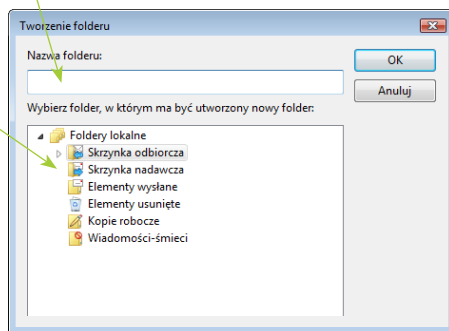 Tworzenie folderu
Nazwa folderu:
OK
Anuluj
Wybierz folder, w którym ma być utworzony nowy folder:
Foldery lokalne
Skrzynka odbiorcza
Skrzynka nadawcza
Elementy wysłane
Elementy usunięte
Kopie robocze
Wiadomości-śmieci